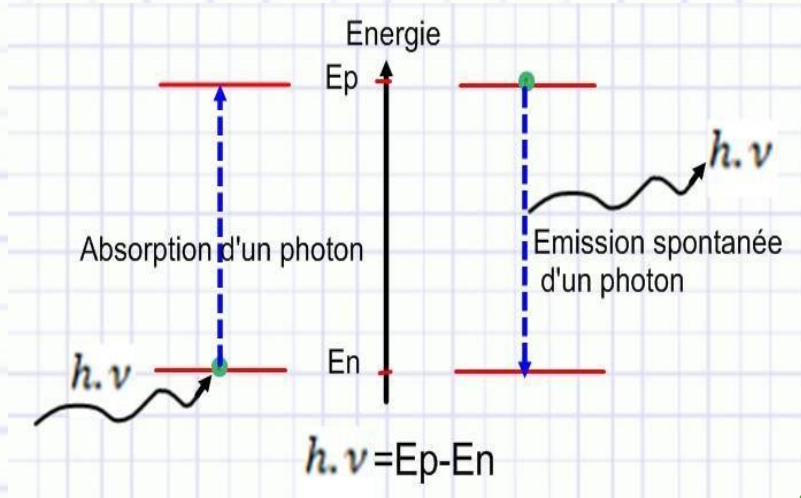 Energie
Ep
h.ν
Absorption d'un photon
Emission spontanée
d'un photon
En
h.ν
h.ν=Ep-En